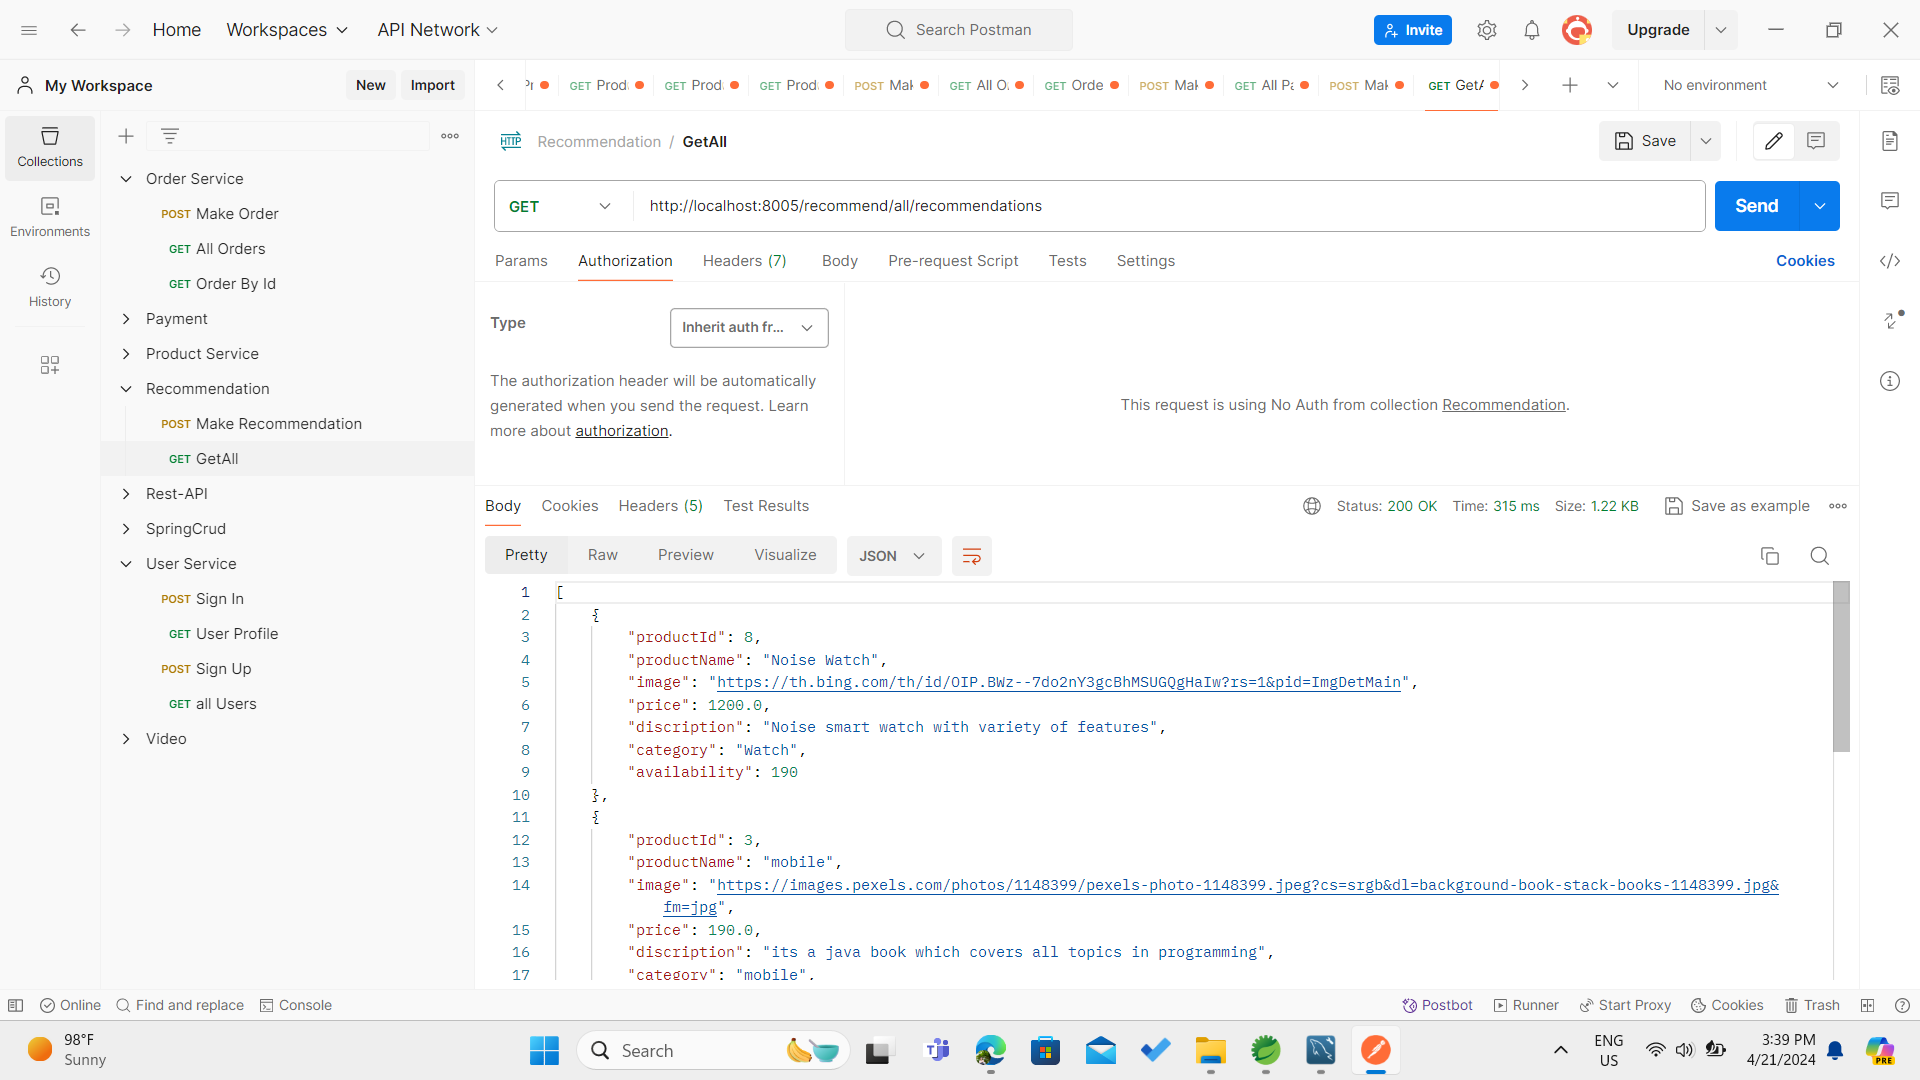 Home Workspaces API Network Search Postman Invite Upgrade
My Workspace New Import
GET Prod GET Prod GET Prod POST Mak GET All O GET Orde POST Mak GET All Pa POST Mak GET GetA No environment
Collections
Environments
History
Order Service
POST Make Order
GET All Orders
GET Order By Id
Payment
Product Service
Recommendation
POST Make Recommendation
GET GetAll
Rest-API
SpringCrud
User Service
POST Sign In
GET User Profile
POST Sign Up
GET all Users
Video
HTTP Recommendation / GetAll Save
GET http://localhost:8005/recommend/all/recommendations Send
Params Authorization Headers (7) Body Pre-request Script Tests Settings Cookies
Type Inherit auth fr...
The authorization header will be automatically
generated when you send the request. Learn
more about authorization.
This request is using No Auth from collection Recommendation.
Body Cookies Headers (5) Test Results Status: 200 OK Time: 315 ms Size: 1.22 KB Save as example
Pretty Raw Preview Visualize JSON
1 [
2 {
3 "productId": 8,
4 "productName": "Noise Watch",
5 "image": "https://th.bing.com/th/id/OIP.BWz--7do2nY3gcBhMSUGQgHaIw?rs=1&pid=ImgDetMain",
6 "price": 1200.0,
7 "discription": "Noise smart watch with variety of features",
8 "category": "Watch",
9 "availability": 190
10 },
11 {
12 "productId": 3,
13 "productName": "mobile",
14 "image": "https://images.pexels.com/photos/1148399/pexels-photo-1148399.jpeg?cs=srgb&dl=background-book-stack-books-1148399.jpg&
fm=jpg",
15 "price": 190.0,
16 "discription": "its a java book which covers all topics in programming",
17 "category": "mobile",
Online Find and replace Console Postbot Runner Start Proxy Cookies Trash
98°F
Sunny
Search
ENG
US
3:39 PM
4/21/2024
PRE